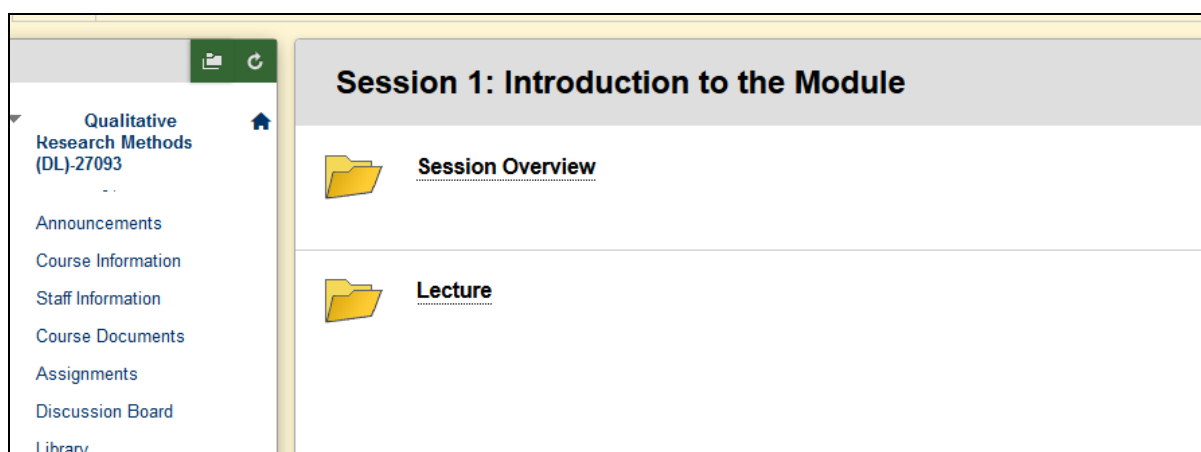 Qualitative
Research Methods
(DL)-27093
Announcements
Course Information
Staff Information
Course Documents
Assignments
Discussion Board
Library
Session 1: Introduction to the Module
Session Overview
Lecture